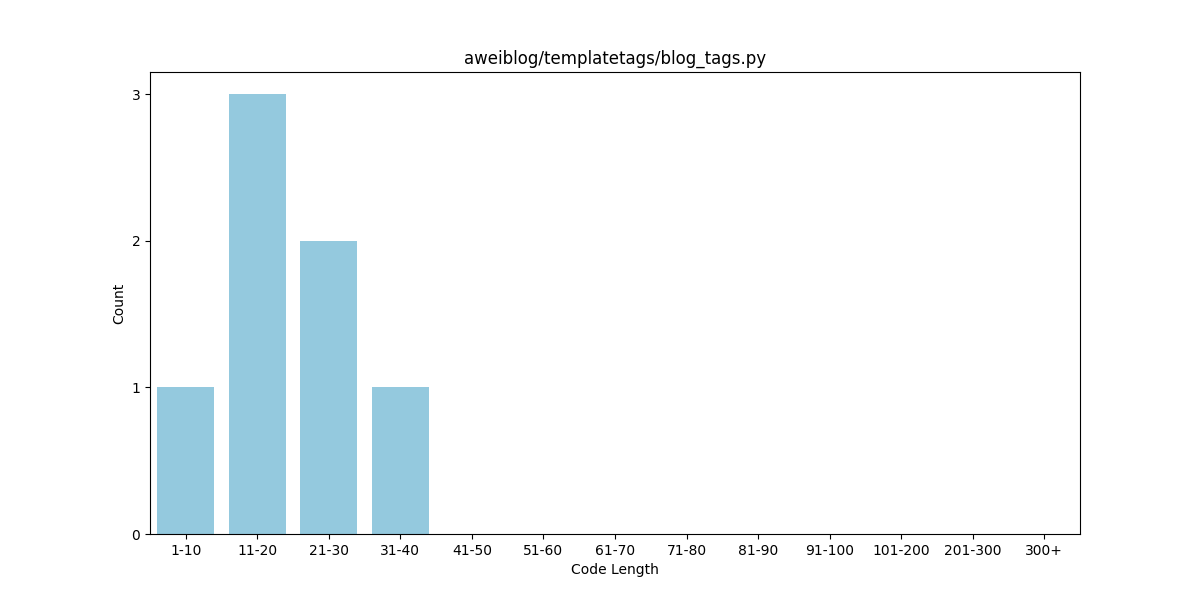 aweiblog/templatetags/blog_tags.py
3
2
1
0
Count
1-10 11-20 21-30 31-40 41-50 51-60 61-70 71-80 81-90 91-100 101-200 201-300 300+
Code Length